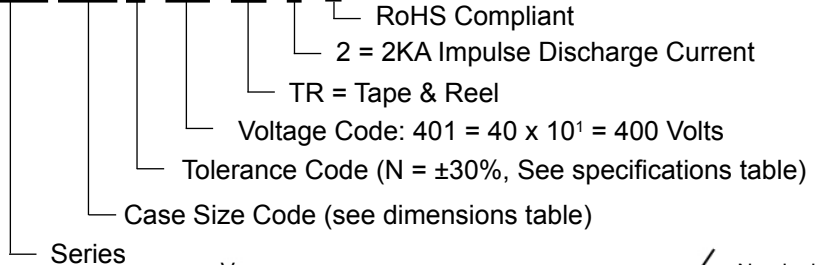 RoHS Compliant
2 = 2KA Impulse Discharge Current
TR = Tape & Reel
Voltage Code: 401 = 40 x 10¹ = 400 Volts
Tolerance Code (N = ±30%, See specifications table)
Case Size Code (see dimensions table)
Series